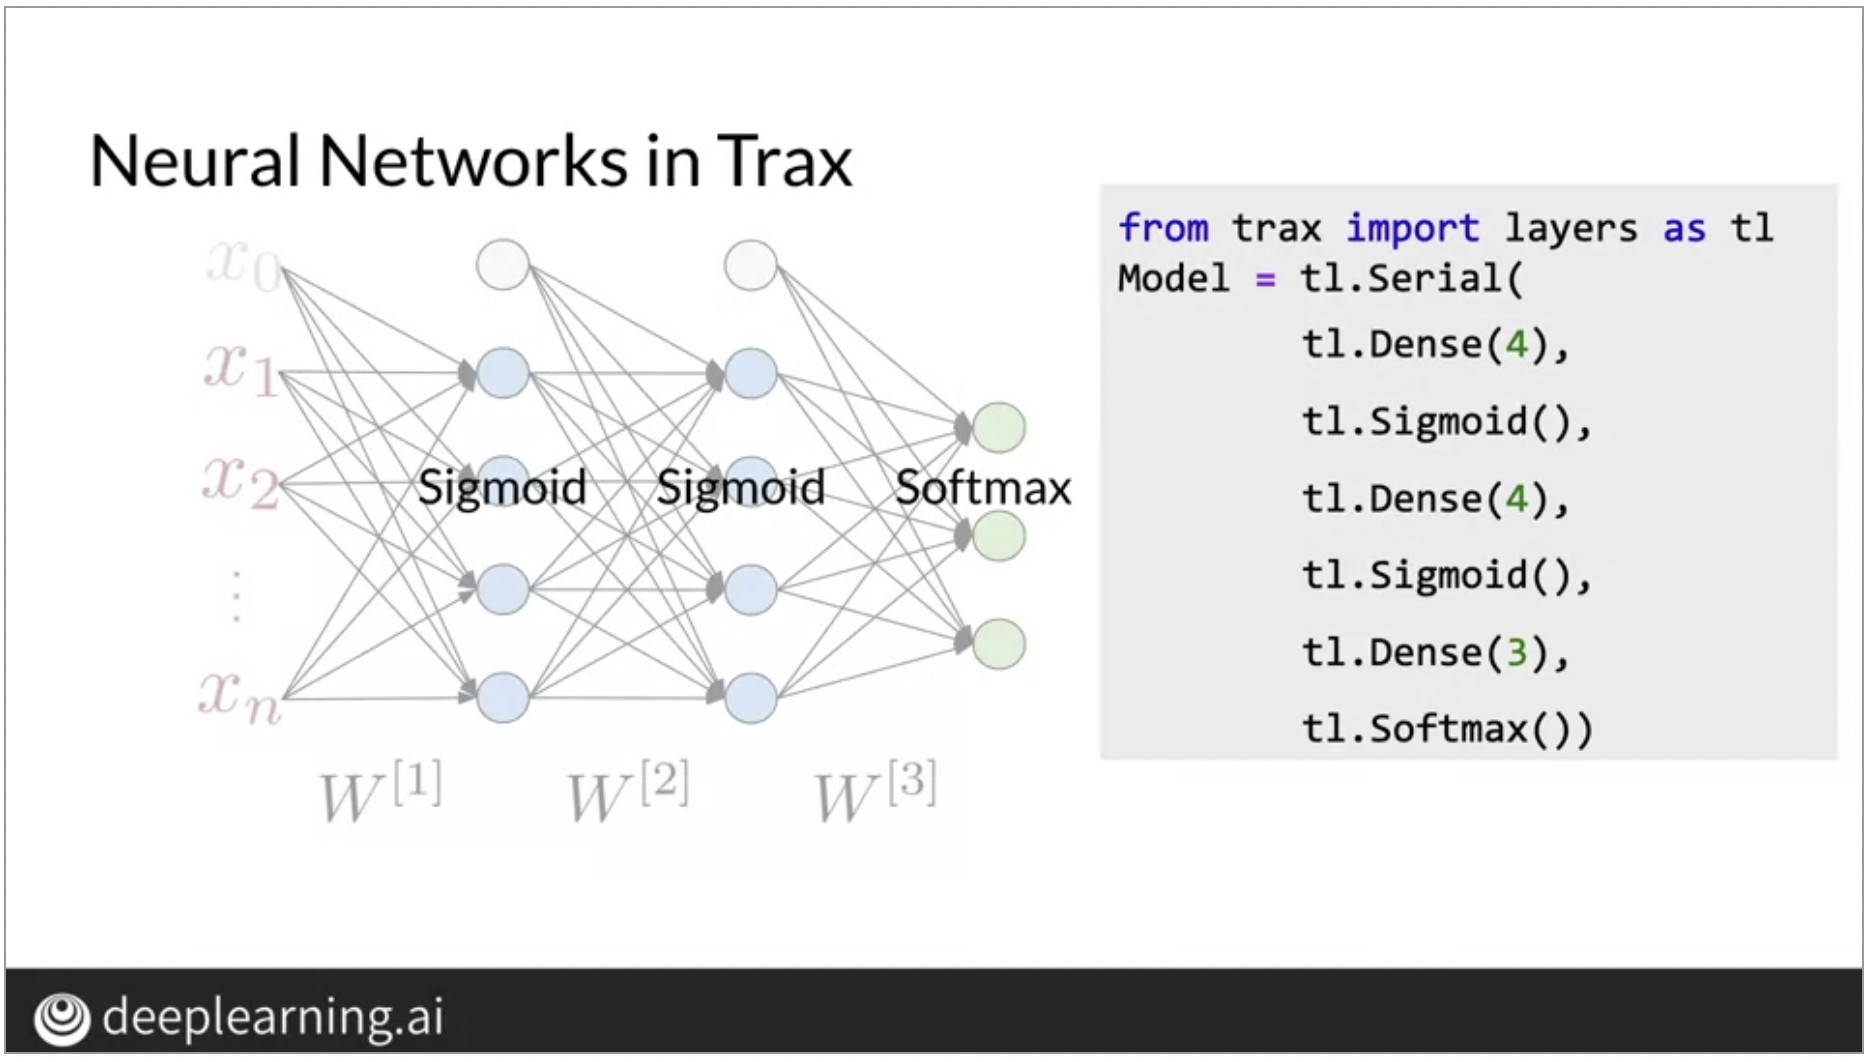 Neural Networks in Trax
x0
x1
x2
⋮
xn
Sigmoid
Sigmoid
Softmax
W[1]
W[2]
W[3]
from trax import layers as tl
Model = tl.Serial(
tl.Dense(4),
tl.Sigmoid(),
tl.Dense(4),
tl.Sigmoid(),
tl.Dense(3),
tl.Softmax())
deeplearning.ai